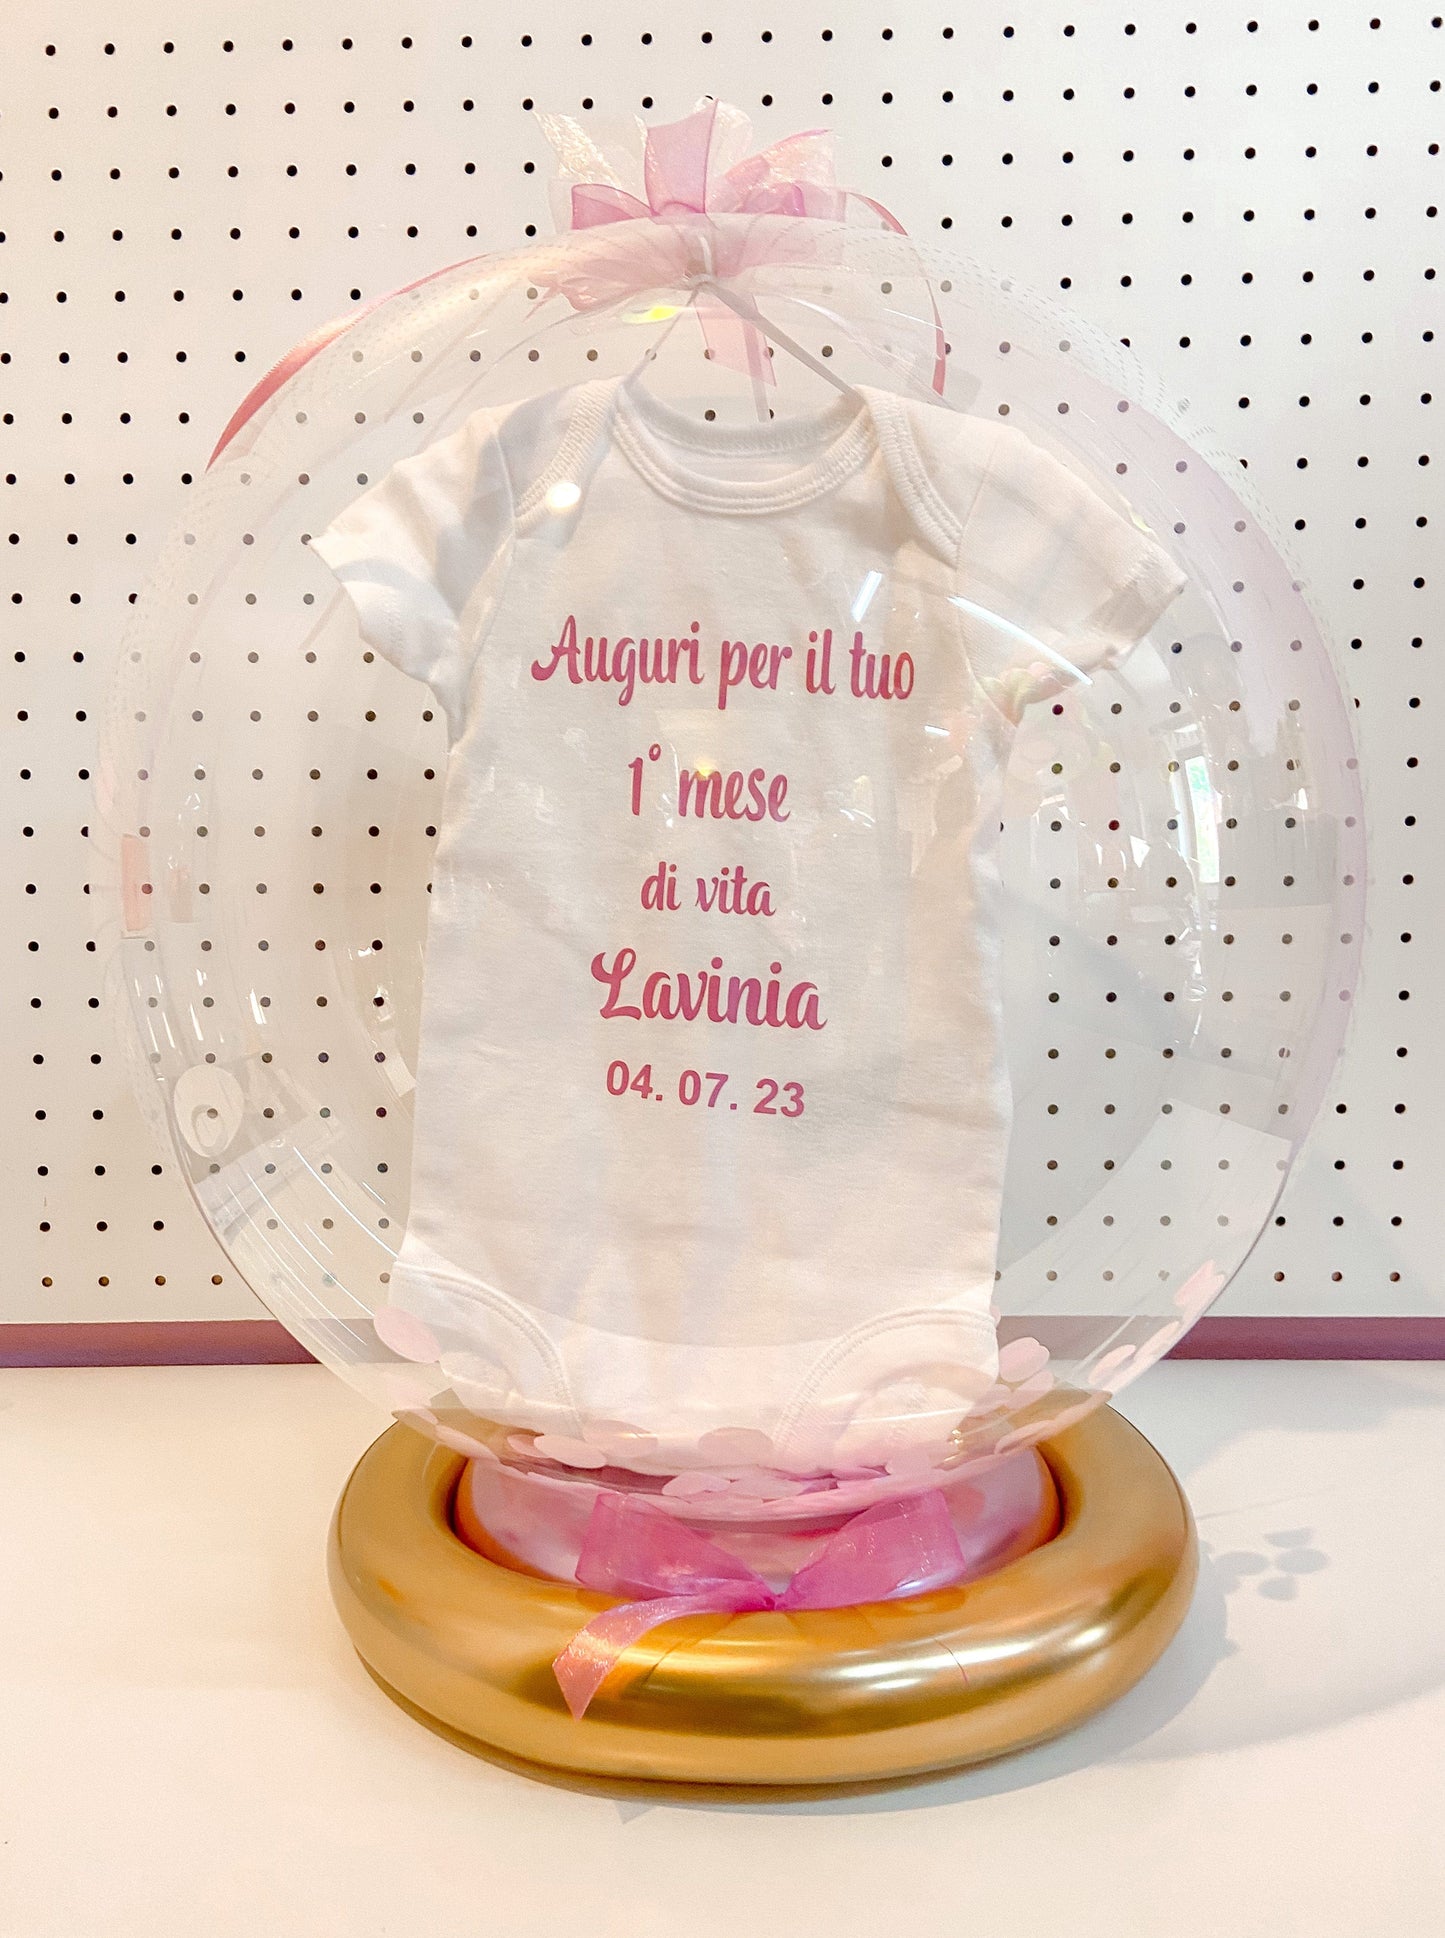 Auguri per il tuo
1° mese
di vita
Lavinia
04. 07. 23